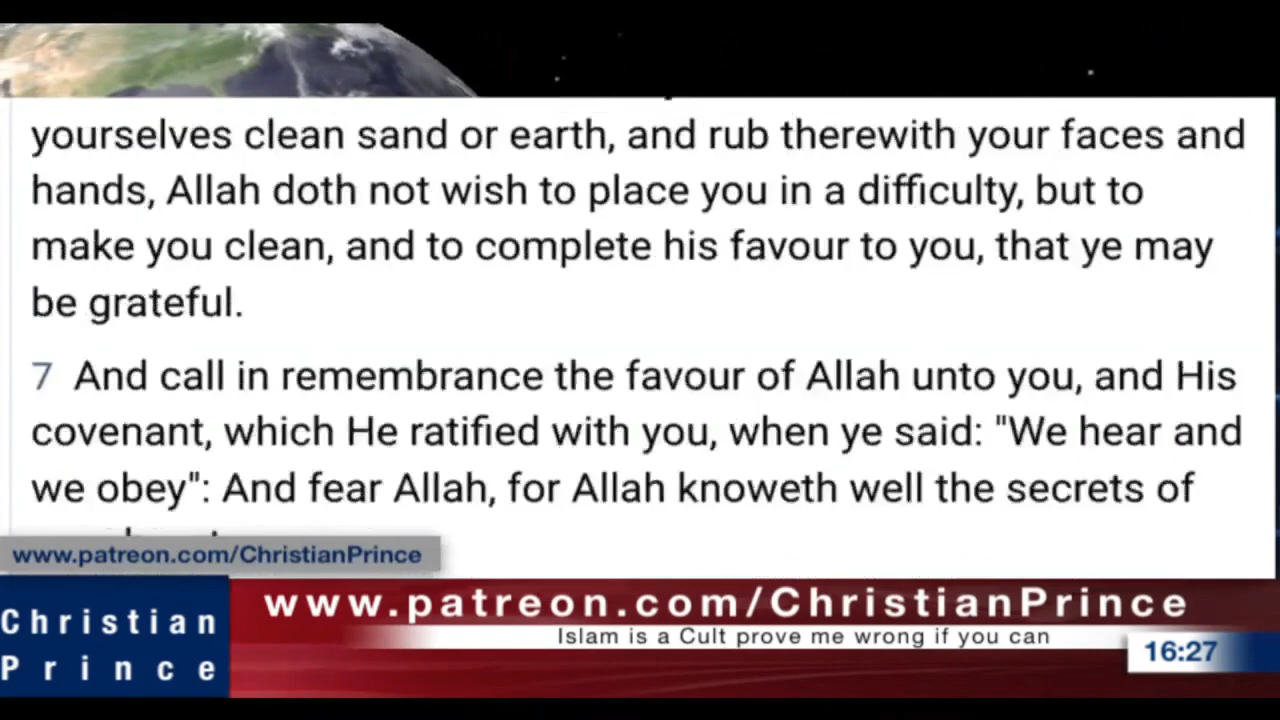 yourselves clean sand or earth, and rub therewith your faces and
hands, Allah doth not wish to place you in a difficulty, but to
make you clean, and to complete his favour to you, that ye may
be grateful.
7 And call in remembrance the favour of Allah unto you, and His
covenant, which He ratified with you, when ye said: "We hear and
we obey": And fear Allah, for Allah knoweth well the secrets of
www.patreon.com/ChristianPrince
www.patreon.com/ChristianPrince
Islam is a Cult prove me wrong if you can
Christian
Prince
16:27